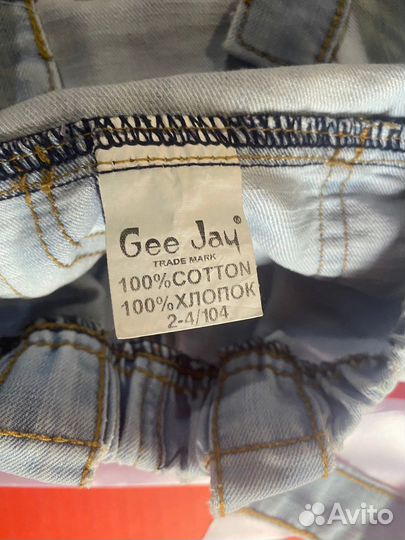 Gee Jay®
TRADE MARK
100%COTTON
100%ХЛОПОК
2-4/104
Avito